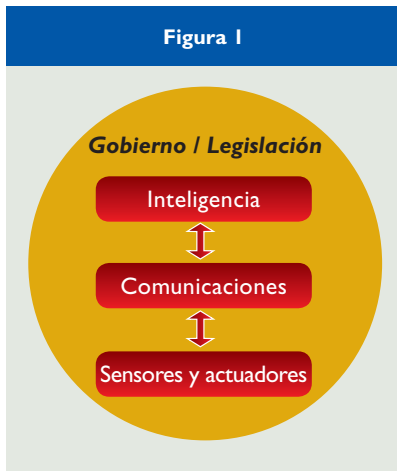 Figura 1
Gobierno / Legislación
Inteligencia
Comunicaciones
Sensores y actuadores